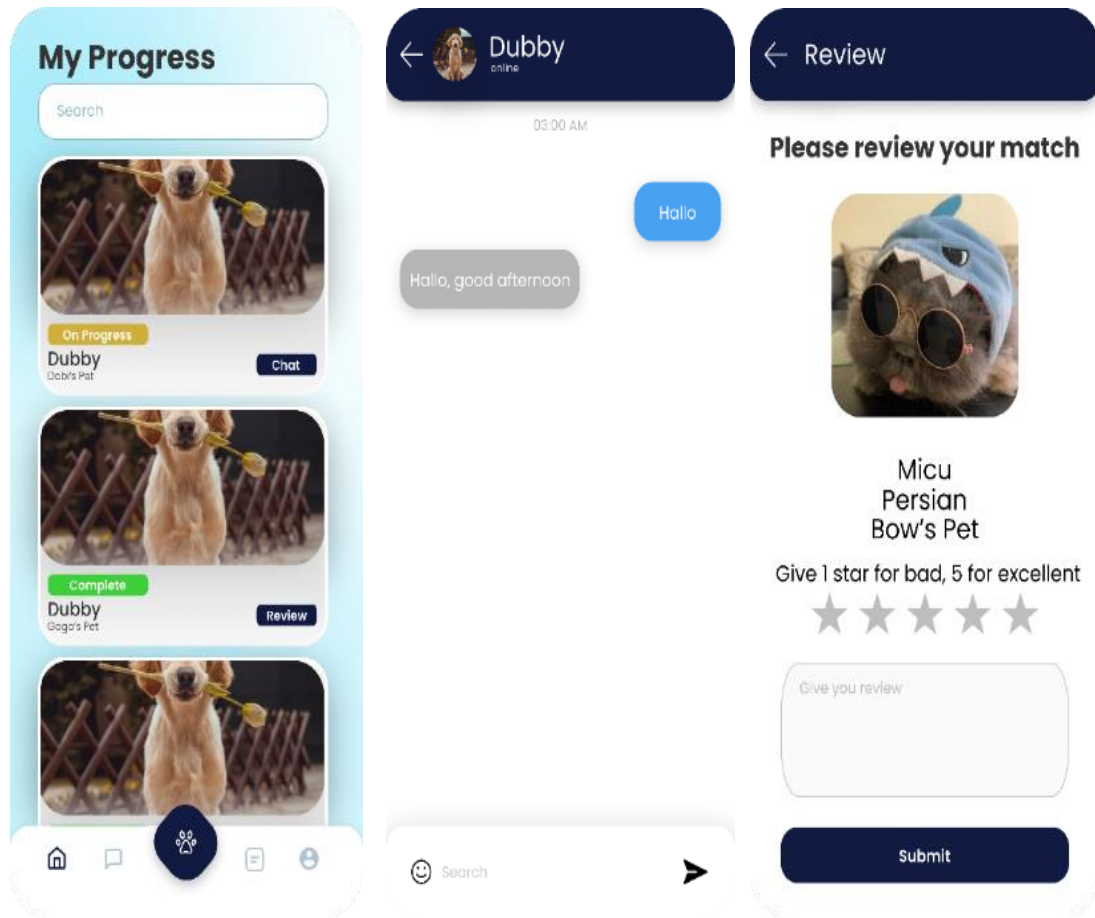 My Progress
Search
On Progress
Dubby
Dobi's Pet
Chat
Complete
Dubby
Gogo's Pet
Review
Dubby
online
03:00 AM
Hallo
Hallo, good afternoon
Search
Review
Please review your match
Micu
Persian
Bow's Pet
Give 1 star for bad, 5 for excellent
Give you review
Submit